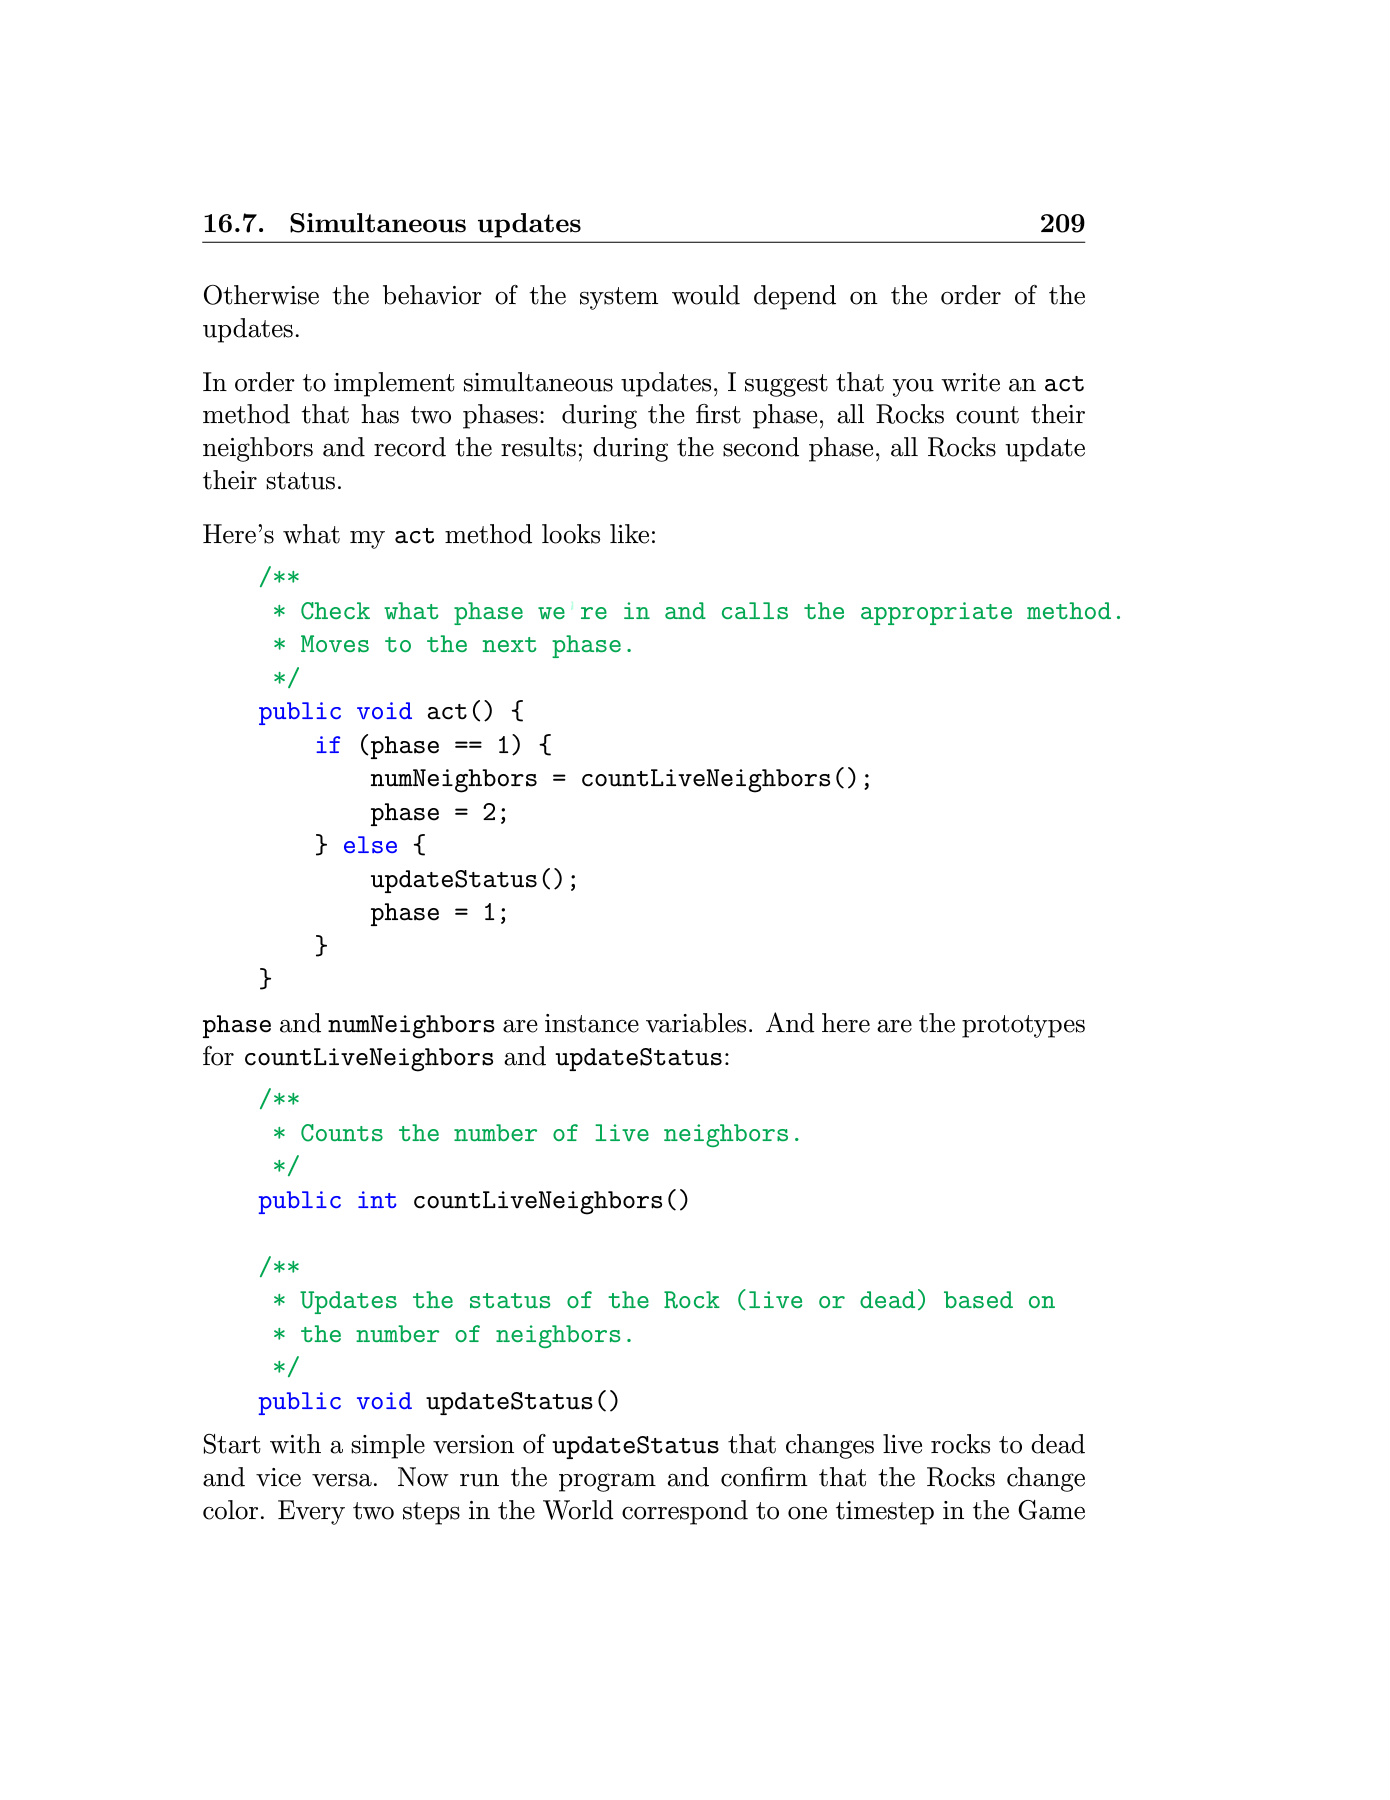 16.7. Simultaneous updates 209
Otherwise the behavior of the system would depend on the order of the
updates.
In order to implement simultaneous updates, I suggest that you write an act
method that has two phases: during the first phase, all Rocks count their
neighbors and record the results; during the second phase, all Rocks update
their status.
Here's what my act method looks like:
/**
 * Check what phase we're in and calls the appropriate method.
 * Moves to the next phase.
 */
public void act() {
    if (phase == 1) {
        numNeighbors = countLiveNeighbors();
        phase = 2;
    } else {
        updateStatus();
        phase = 1;
    }
}
phase and numNeighbors are instance variables. And here are the prototypes
for countLiveNeighbors and updateStatus:
/**
 * Counts the number of live neighbors.
 */
public int countLiveNeighbors()
/**
 * Updates the status of the Rock (live or dead) based on
 * the number of neighbors.
 */
public void updateStatus()
Start with a simple version of updateStatus that changes live rocks to dead
and vice versa. Now run the program and confirm that the Rocks change
color. Every two steps in the World correspond to one timestep in the Game